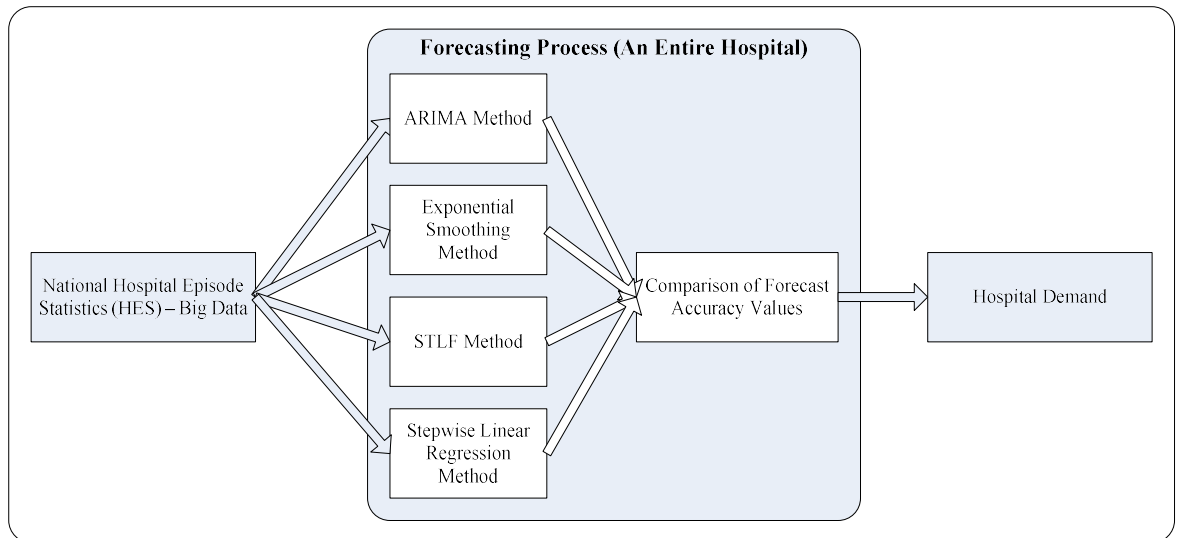 Forecasting Process (An Entire Hospital)
ARIMA Method
Exponential
Smoothing
Method
National Hospital Episode
Statistics (HES) – Big Data
STLF Method
Stepwise Linear
Regression
Method
Comparison of Forecast
Accuracy Values
Hospital Demand